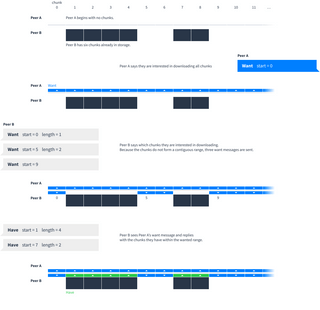 chunk
Peer A 0 1 2 3 4 5 6 7 8 9 10 11 12 ...
Peer A begins with no chunks.
Peer B
Peer B has six chunks already in storage.
Peer A
Peer A says they are interested in downloading all chunks.
Want start = 0
Peer A Want
Peer B
Peer B
Want start = 0 length = 1
Want start = 5 length = 2
Want start = 9
Peer B says which chunks they are interested in downloading.
Because the chunks do not form a contiguous range, three want messages are sent.
Peer A
Peer B 0 5 9
Have start = 1 length = 4
Have start = 7 length = 2
Peer B sees Peer A's want message and replies
with the chunks they have within the wanted range.
Peer A
Peer B
Have